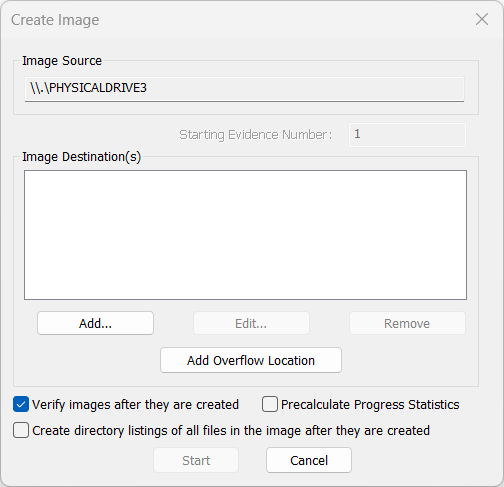 Create Image
Image Source
\\.\PHYSICALDRIVE3
Starting Evidence Number: 1
Image Destination(s)
Add... Edit... Remove
Add Overflow Location
Verify images after they are created Precalculate Progress Statistics
Create directory listings of all files in the image after they are created
Start Cancel